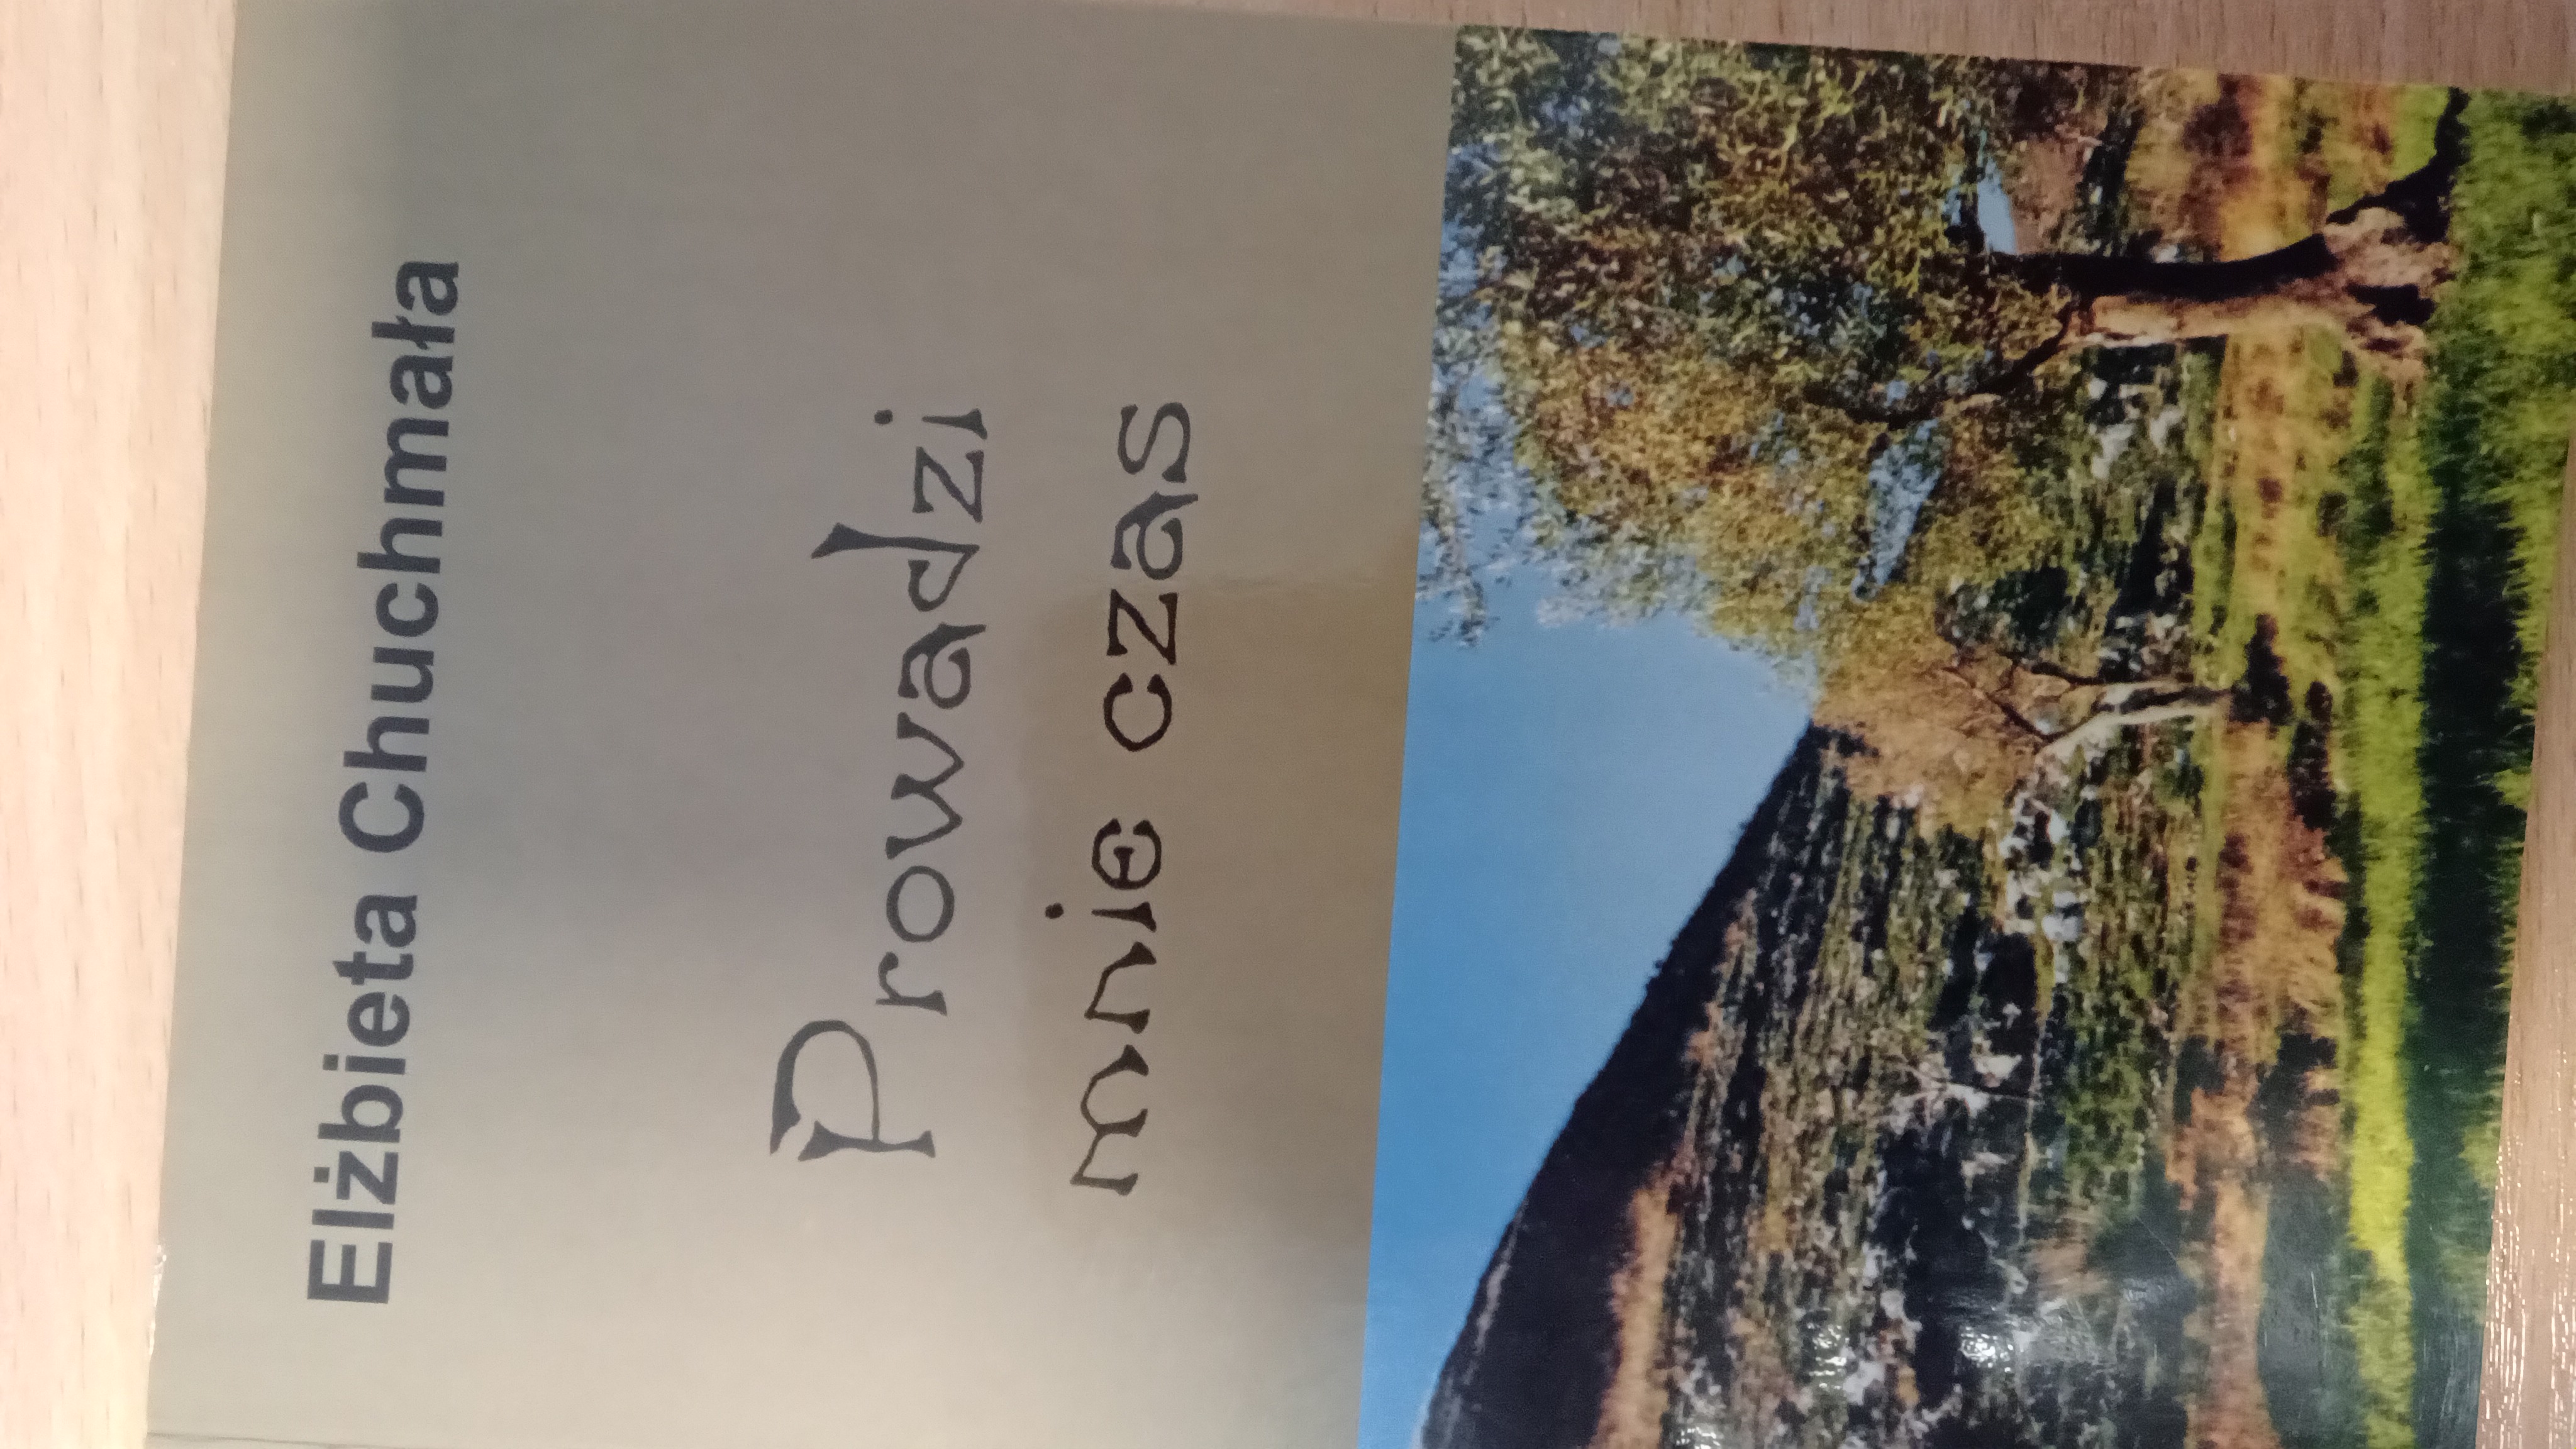 Elżbieta Chuchmała
Prowadzi
mnie czas